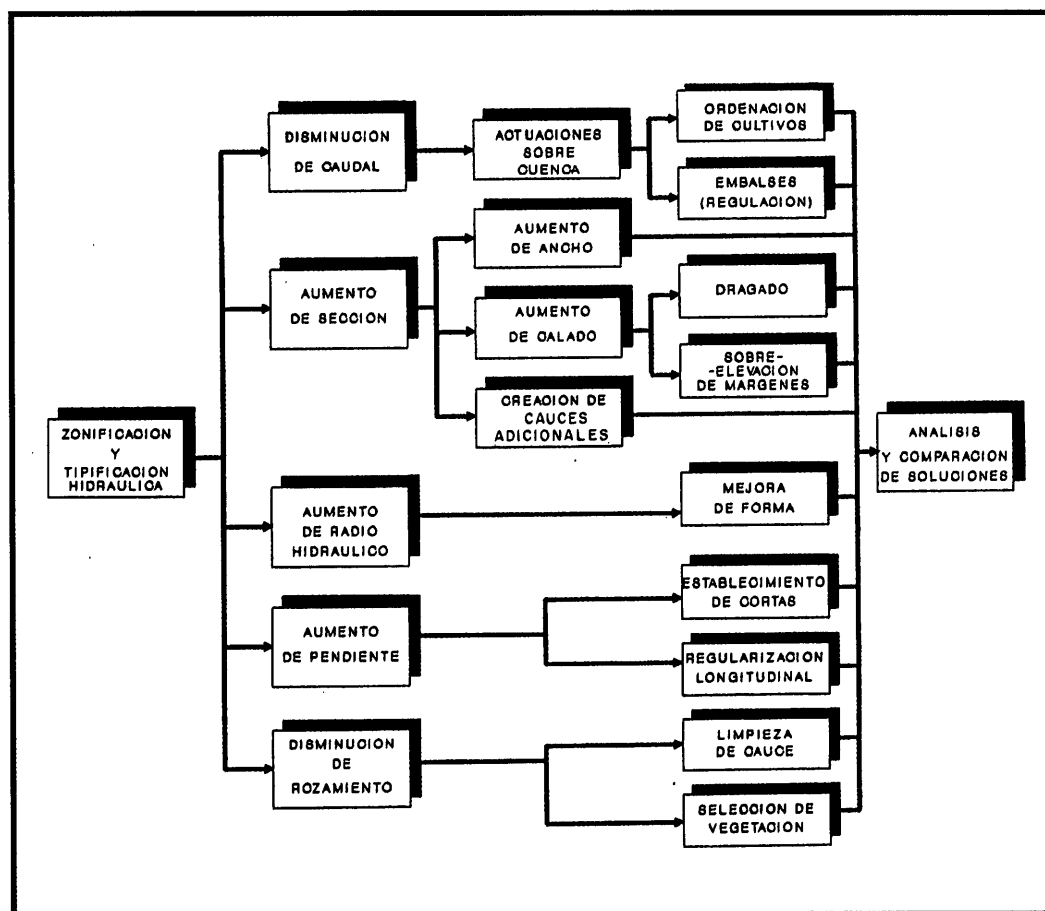 ZONIFICACION
Y
TIPIFICACION
HIDRAULICA
DISMINUCION
DE CAUDAL
AUMENTO
DE SECCION
AUMENTO
DE RADIO
HIDRAULICO
AUMENTO
DE PENDIENTE
DISMINUCION
DE
ROZAMIENTO
ACTUACIONES
SOBRE
CUENCA
AUMENTO
DE ANCHO
AUMENTO
DE CALADO
CREACION DE
CAUCES
ADICIONALES
ORDENACION
DE CULTIVOS
EMBALSES
(REGULACION)
DRAGADO
SOBRE-
-ELEVACION
DE MARGENES
MEJORA
DE FORMA
ESTABLECIMIENTO
DE CORTAS
REGULARIZACION
LONGITUDINAL
LIMPIEZA
DE CAUCE
SELECCION DE
VEGETACION
ANALISIS
Y COMPARACION
DE SOLUCIONES